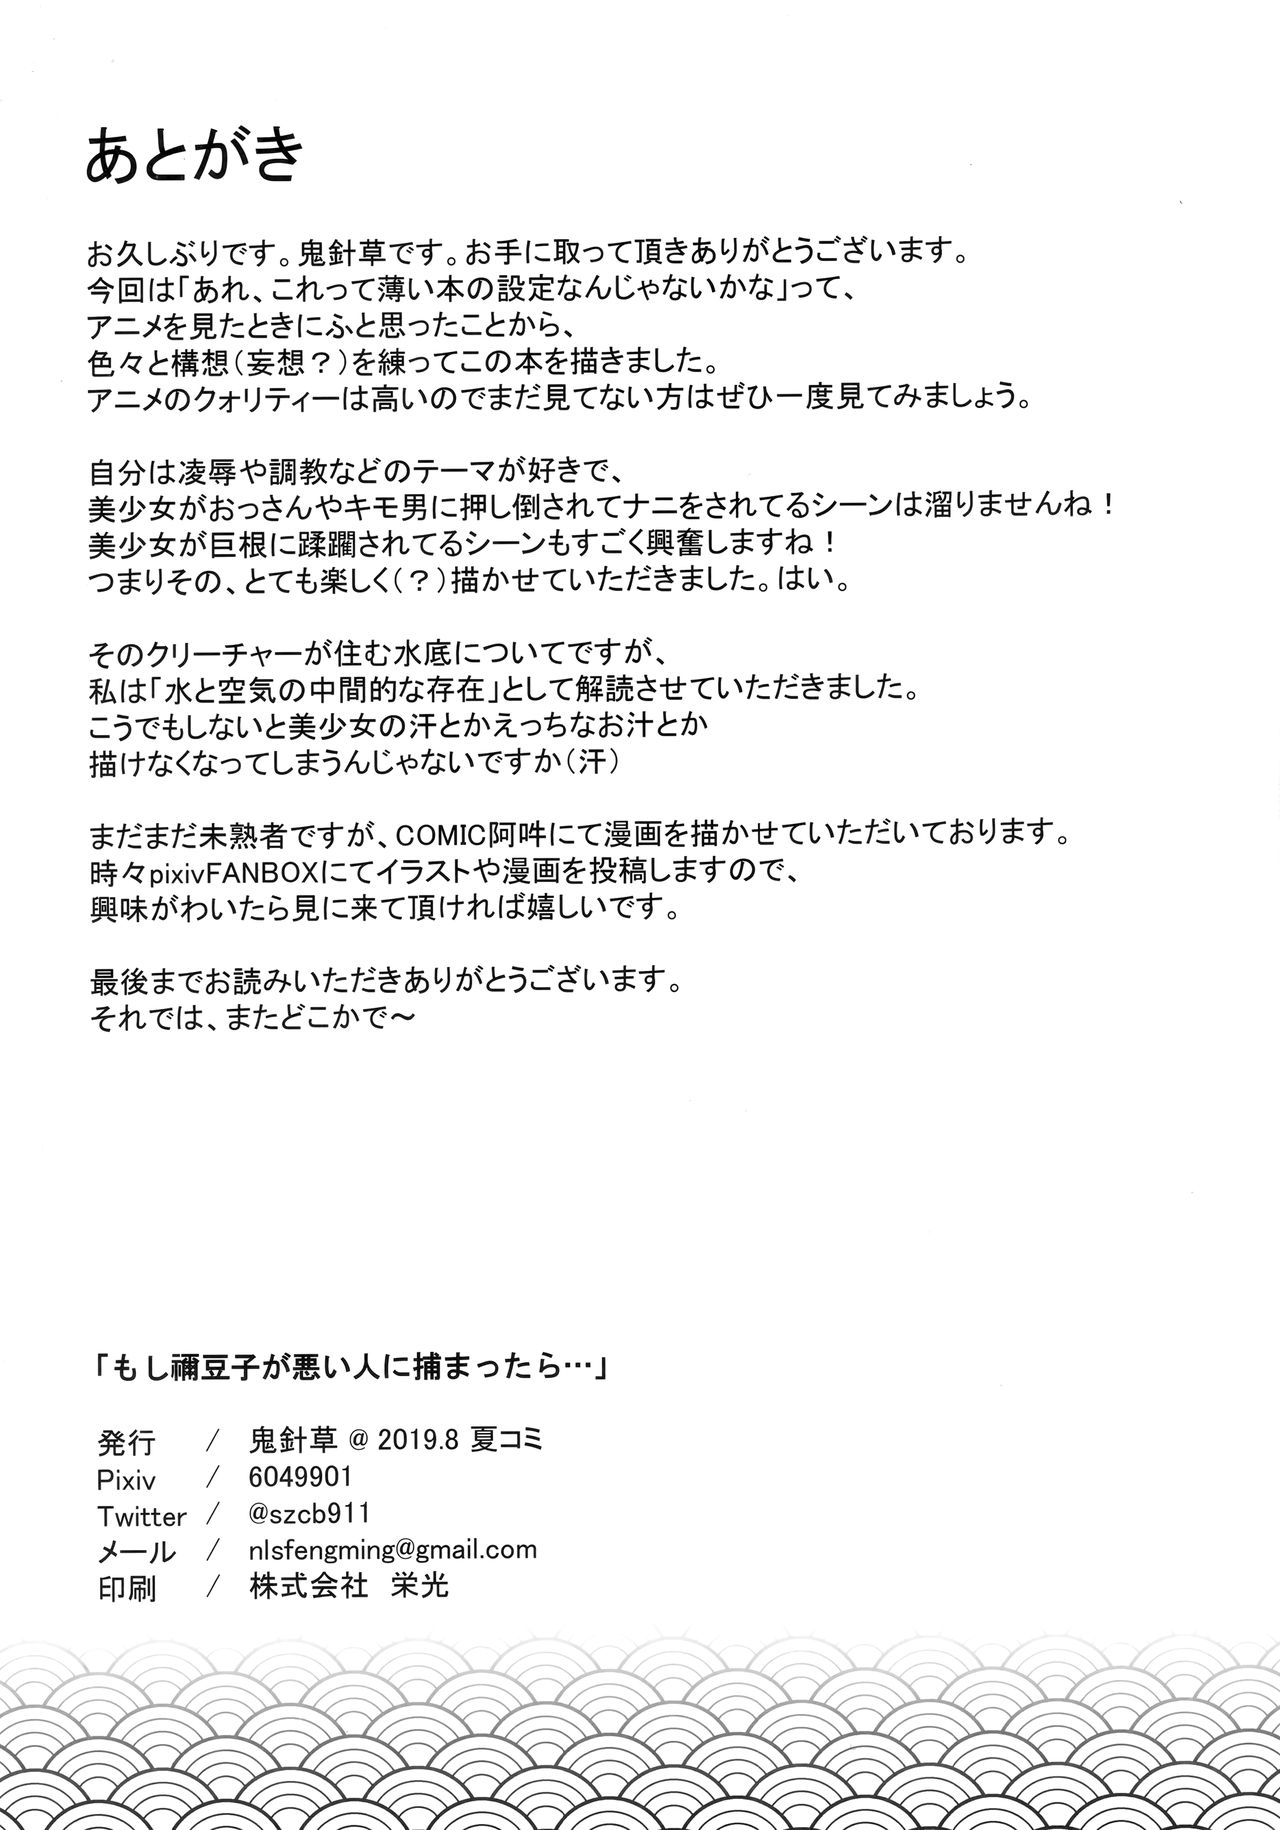 あとがき
お久しぶりです。鬼針草です。お手に取って頂きありがとうございます。
今回は「あれ、これって薄い本の設定なんじゃないかな」って、
アニメを見たときにふと思ったことから、
色々と構想（妄想？）を練ってこの本を描きました。
アニメのクォリティーは高いのでまだ見てない方はぜひ一度見てみましょう。
自分は凌辱や調教などのテーマが好きで、
美少女がおっさんやキモ男に押し倒されてナニをされてるシーンは溜りませんね！
美少女が巨根に蹂躙されてるシーンもすごく興奮しますね！
つまりその、とても楽しく（？）描かせていただきました。はい。
そのクリーチャーが住む水底についてですが、
私は「水と空気の中間的な存在」として解読させていただきました。
こうでもしないと美少女の汗とかえっちなお汁とか
描けなくなってしまうんじゃないですか（汗）
まだまだ未熟者ですが、COMIC阿吽にて漫画を描かせていただいております。
時々pixivFANBOXにてイラストや漫画を投稿しますので、
興味がわいたら見に来て頂ければ嬉しいです。
最後までお読みいただきありがとうございます。
それでは、またどこかで～
「もし禰豆子が悪い人に捕まったら…」
発行 / 鬼針草 @ 2019.8 夏コミ
Pixiv / 6049901
Twitter / @szcb911
メール / nlsfengming@gmail.com
印刷 / 株式会社　栄光